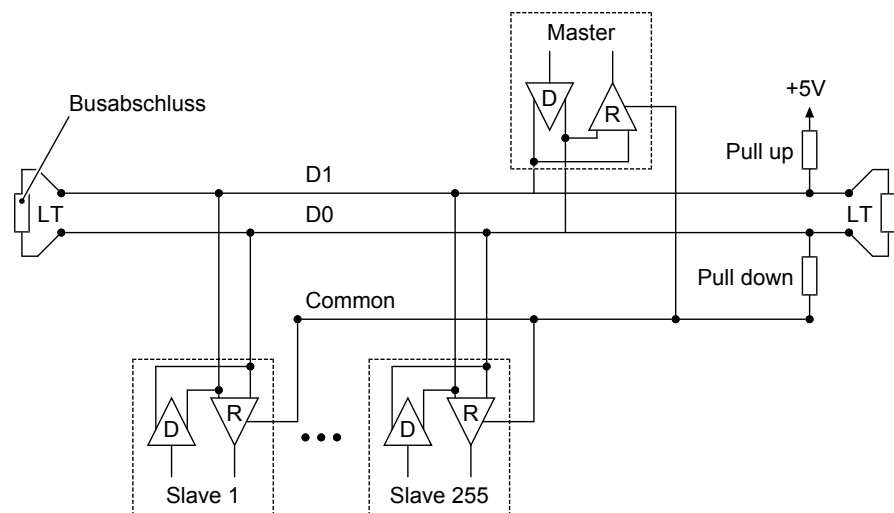 Master
Busabschluss
D
R
+5V
Pull up
D1
LT
LT
D0
Pull down
Common
D
R
D
R
Slave 1
Slave 255